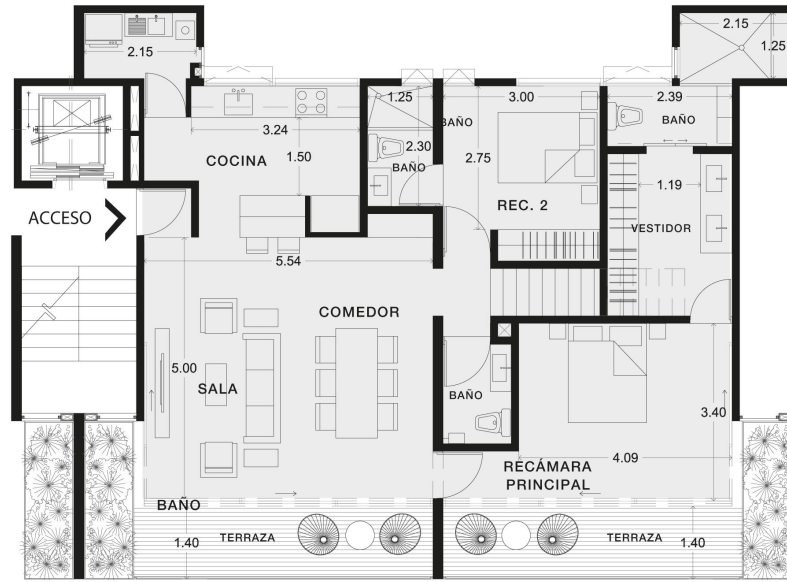 2.15
2.15
1.25
1.25
3.00
2.39
BAÑO
BAÑO
3.24
2.30
COCINA
1.50
2.75
BAÑO
1.19
REC. 2
ACCESO
VESTIDOR
5.54
COMEDOR
5.00
SALA
BAÑO
3.40
4.09
RECÁMARA
PRINCIPAL
BAÑO
TERRAZA
TERRAZA
1.40
1.40